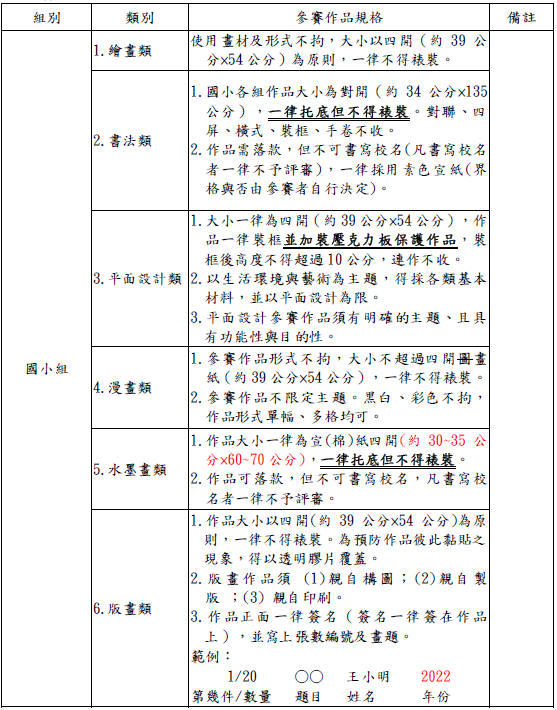 組別 類別 參賽作品規格 備註
國小組
1.繪畫類
使用畫材及形式不拘，大小以四開（約 39 公
分×54公分）為原則，一律不得裱裝。
2.書法類
1.國小各組作品大小為對開（約 34 公分×135
公分），一律托底但不得裱裝。對聯、四
屏、橫式、裝框、手卷不收。
2.作品需落款，但不可書寫校名(凡書寫校名
者一律不予評審)，一律採用素色宣紙(界
格與否由參賽者自行決定)。
3.平面設計類
1.大小一律為四開（約39公分×54公分），作
品一律裝框並加裝壓克力板保護作品，裝
框後高度不得超過10公分，連作不收。
2.以生活環境與藝術為主題，得採各類基本
材料，並以平面設計為限。
3.平面設計參賽作品須有明確的主題、且具
有功能性與目的性。
4.漫畫類
1.參賽作品形式不拘，大小不超過四開圖畫
紙（約39公分×54公分），一律不得裱裝。
2.參賽作品不限定主題。黑白、彩色不拘，
作品形式單幅、多格均可。
5.水墨畫類
1.作品大小一律為宣(棉)紙四開(約 30~35 公
分×60~70 公分)，一律托底但不得裱裝。
2.作品可落款，但不可書寫校名，凡書寫校
名者一律不予評審。
6.版畫類
1.作品大小以四開(約 39 公分×54 公分)為原
則，一律不得裱裝。為預防作品彼此黏貼之
現象，得以透明膠片覆蓋。
2.版畫作品須 (1)親自構圖；(2)親自製
版 ；(3) 親自印刷。
3.作品正面一律簽名（簽名一律簽在作品
上），並寫上張數編號及畫題。
範例：
1/20 ○○ 王小明 2022
第幾件/數量 題目 姓名 年份